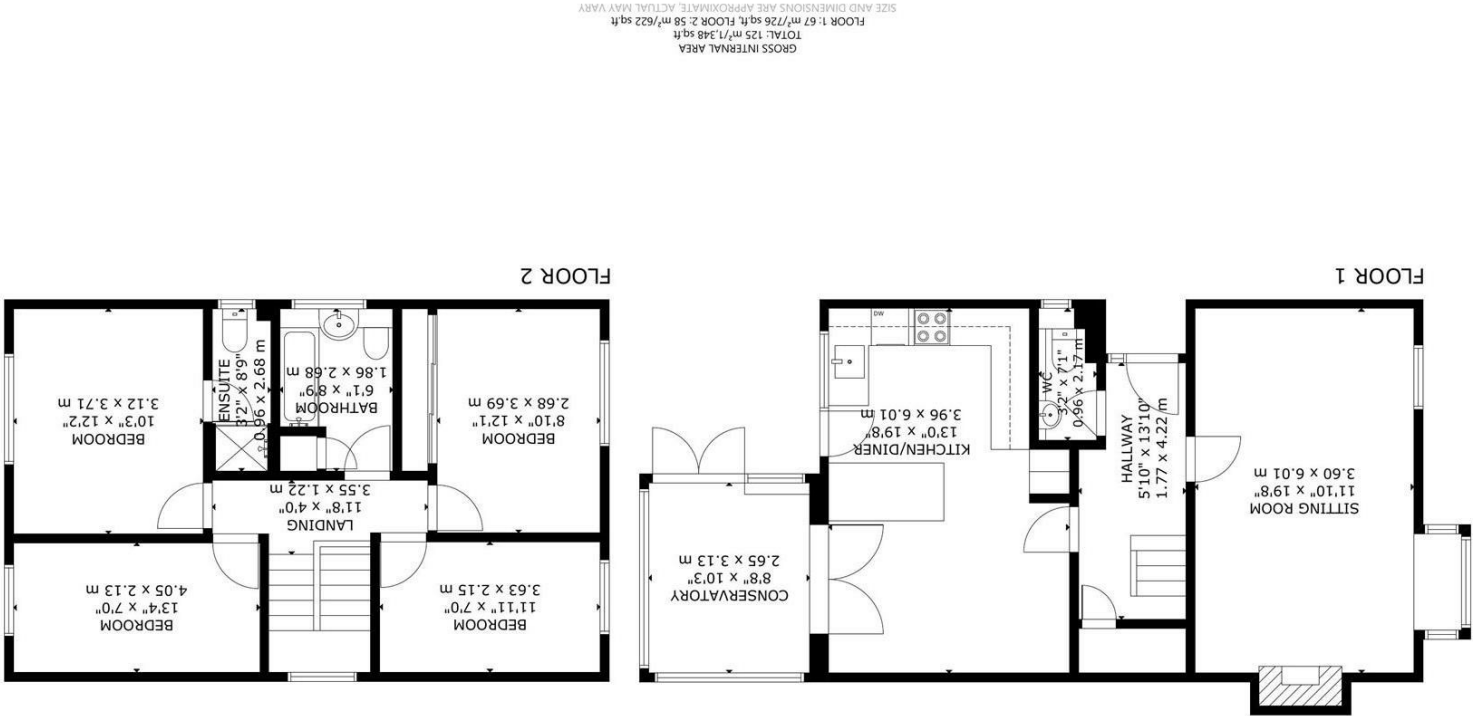 FLOOR 1
SITTING ROOM
11'10" x 19'8"
3.60 x 6.01 m
HALLWAY
5'10" x 13'10"
1.77 x 4.22 m
WC
3'2" x 7'1"
0.96 x 2.17 m
KITCHEN/DINER
13'0" x 19'8"
3.96 x 6.01 m
DW
CONSERVATORY
8'8" x 10'3"
2.65 x 3.13 m
FLOOR 2
BEDROOM
11'11" x 7'0"
3.63 x 2.15 m
BEDROOM
13'4" x 7'0"
4.05 x 2.13 m
LANDING
11'8" x 4'0"
3.55 x 1.22 m
BEDROOM
8'10" x 12'1"
2.68 x 3.69 m
BATHROOM
6'1" x 8'9"
1.86 x 2.68 m
ENSUITE
3'2" x 8'9"
0.96 x 2.68 m
BEDROOM
10'3" x 12'2"
3.12 x 3.71 m
GROSS INTERNAL AREA
TOTAL: 125 m²/1,348 sq.ft
FLOOR 1: 67 m²/726 sq.ft, FLOOR 2: 58 m²/622 sq.ft
SIZE AND DIMENSIONS ARE APPROXIMATE, ACTUAL MAY VARY